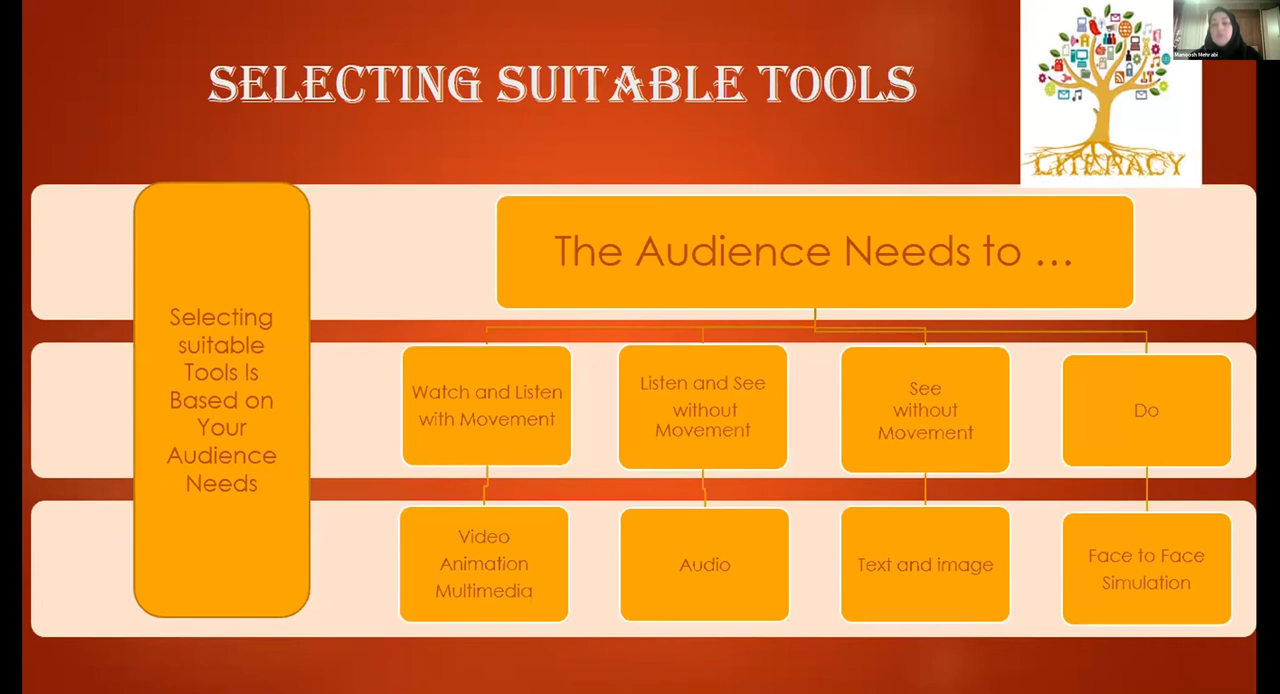 SELECTING SUITABLE TOOLS
LITERACY
Manoosh Mehrabi
Selecting
suitable
Tools Is
Based on
Your
Audience
Needs
The Audience Needs to ...
Watch and Listen
with Movement
Listen and See
without
Movement
See
without
Movement
Do
Video
Animation
Multimedia
Audio
Text and image
Face to Face
Simulation